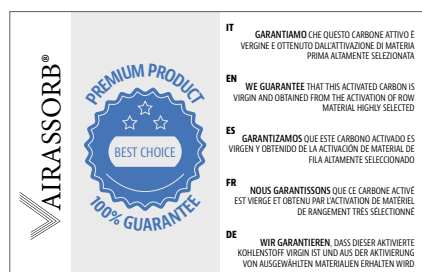 AIRASSORB®
PREMIUM PRODUCT
BEST CHOICE
100% GUARANTEE
IT
GARANTIAMO CHE QUESTO CARBONE ATTIVO È
VERGINE E OTTENUTO DALL'ATTIVAZIONE DI MATERIA
PRIMA ALTAMENTE SELEZIONATA
EN
WE GUARANTEE THAT THIS ACTIVATED CARBON IS
VIRGIN AND OBTAINED FROM THE ACTIVATION OF ROW
MATERIAL HIGHLY SELECTED
ES
GARANTIZAMOS QUE ESTE CARBONO ACTIVADO ES
VIRGEN Y OBTENIDO DE LA ACTIVACIÓN DE MATERIAL DE
FILA ALTAMENTE SELECCIONADO
FR
NOUS GARANTISSONS QUE CE CARBONE ACTIVÉ
EST VIERGE ET OBTENU PAR L'ACTIVATION DE MATÉRIEL
DE RANGEMENT TRÈS SÉLECTIONNÉ
DE
WIR GARANTIEREN, DASS DIESER AKTIVIERTE
KOHLENSTOFF VIRGIN IST UND AUS DER AKTIVIERUNG
VON AUSGEWÄHLTEN MATERIALIEN ERHALTEN WIRD